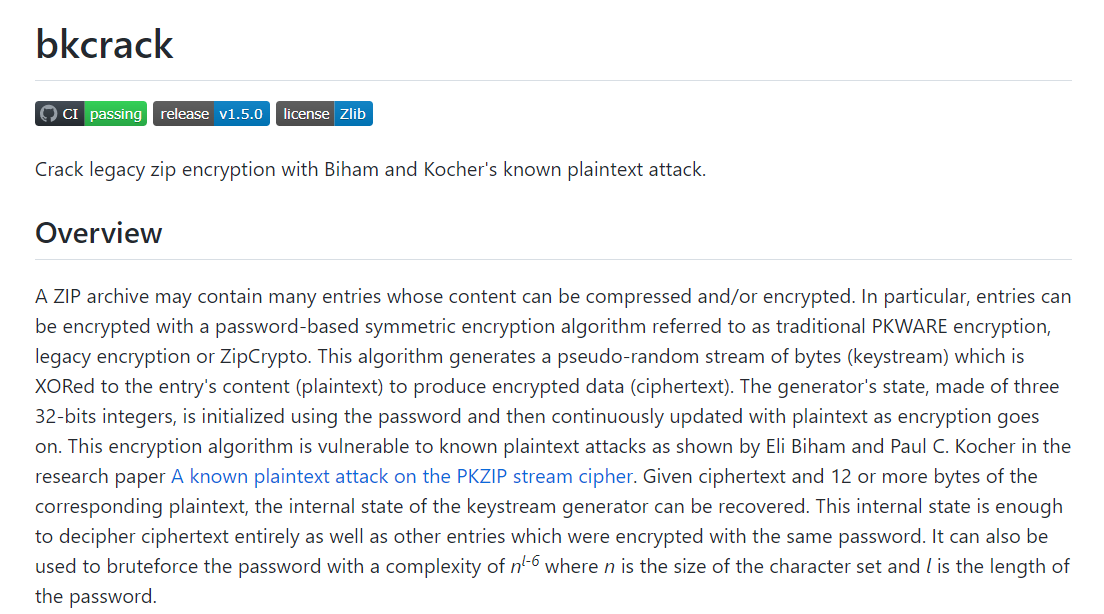 bkcrack
CI passing release v1.5.0 license Zlib
Crack legacy zip encryption with Biham and Kocher's known plaintext attack.
Overview
A ZIP archive may contain many entries whose content can be compressed and/or encrypted. In particular, entries can
be encrypted with a password-based symmetric encryption algorithm referred to as traditional PKWARE encryption,
legacy encryption or ZipCrypto. This algorithm generates a pseudo-random stream of bytes (keystream) which is
XORed to the entry's content (plaintext) to produce encrypted data (ciphertext). The generator's state, made of three
32-bits integers, is initialized using the password and then continuously updated with plaintext as encryption goes
on. This encryption algorithm is vulnerable to known plaintext attacks as shown by Eli Biham and Paul C. Kocher in the
research paper A known plaintext attack on the PKZIP stream cipher. Given ciphertext and 12 or more bytes of the
corresponding plaintext, the internal state of the keystream generator can be recovered. This internal state is enough
to decipher ciphertext entirely as well as other entries which were encrypted with the same password. It can also be
used to bruteforce the password with a complexity of n^l-6 where n is the size of the character set and l is the length of
the password.